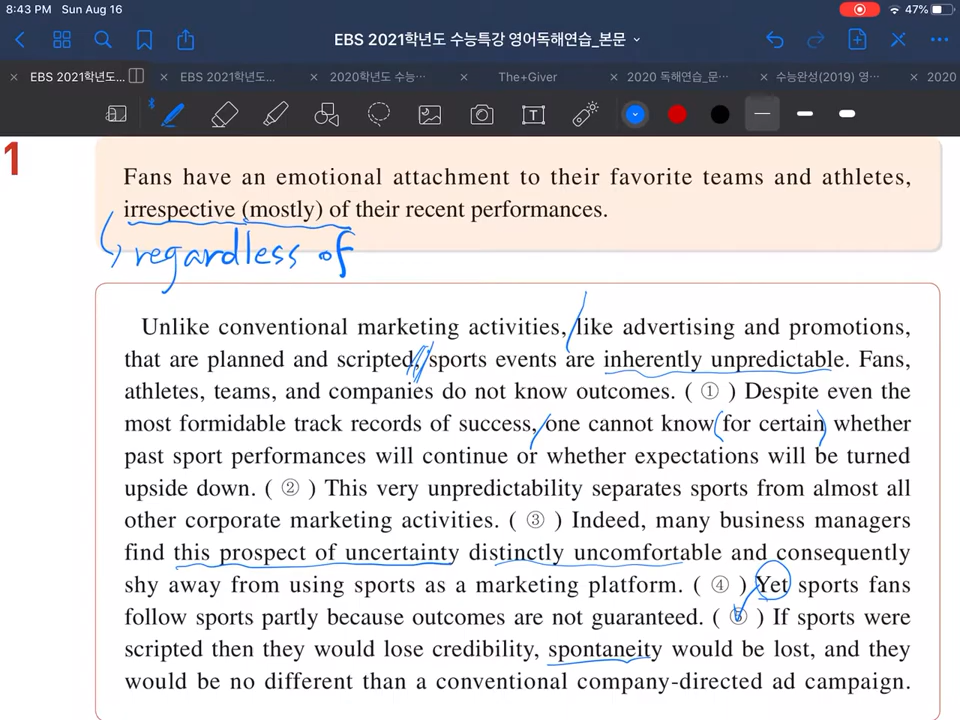 8:43 PM Sun Aug 16 47%
EBS 2021학년도 수능특강 영어독해연습_본문
EBS 2021학년도... EBS 2021학년도... 2020학년도 수능... The+Giver 2020 독해연습_문... 수능완성(2019) 영... 2020
1
Fans have an emotional attachment to their favorite teams and athletes,
irrespective (mostly) of their recent performances.
regardless of
Unlike conventional marketing activities, like advertising and promotions,
that are planned and scripted, sports events are inherently unpredictable. Fans,
athletes, teams, and companies do not know outcomes. ( ① ) Despite even the
most formidable track records of success, one cannot know for certain whether
past sport performances will continue or whether expectations will be turned
upside down. ( ② ) This very unpredictability separates sports from almost all
other corporate marketing activities. ( ③ ) Indeed, many business managers
find this prospect of uncertainty distinctly uncomfortable and consequently
shy away from using sports as a marketing platform. ( ④ ) Yet sports fans
follow sports partly because outcomes are not guaranteed. ( ⑤ ) If sports were
scripted then they would lose credibility, spontaneity would be lost, and they
would be no different than a conventional company-directed ad campaign.